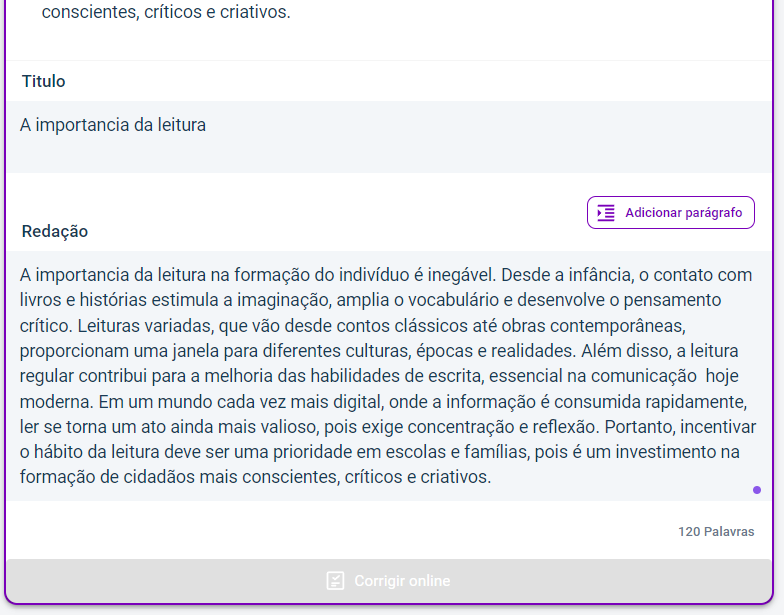 conscientes, críticos e criativos.
Titulo
A importancia da leitura
Adicionar parágrafo
Redação
A importancia da leitura na formação do indivíduo é inegável. Desde a infância, o contato com
livros e histórias estimula a imaginação, amplia o vocabulário e desenvolve o pensamento
crítico. Leituras variadas, que vão desde contos clássicos até obras contemporâneas,
proporcionam uma janela para diferentes culturas, épocas e realidades. Além disso, a leitura
regular contribui para a melhoria das habilidades de escrita, essencial na comunicação  hoje
moderna. Em um mundo cada vez mais digital, onde a informação é consumida rapidamente,
ler se torna um ato ainda mais valioso, pois exige concentração e reflexão. Portanto, incentivar
o hábito da leitura deve ser uma prioridade em escolas e famílias, pois é um investimento na
formação de cidadãos mais conscientes, críticos e criativos.
120 Palavras
Corrigir online